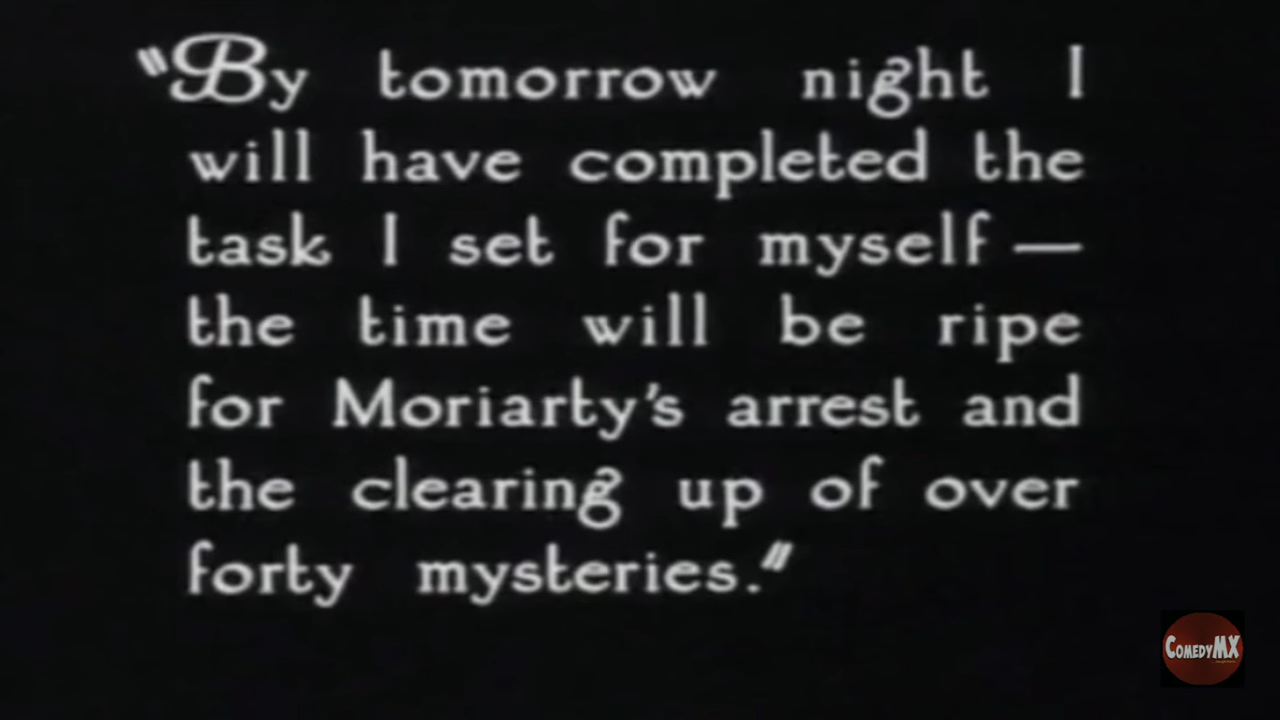 "By tomorrow night I
will have completed the
task I set for myself —
the time will be ripe
for Moriarty's arrest and
the clearing up of over
forty mysteries."
COMEDYMX